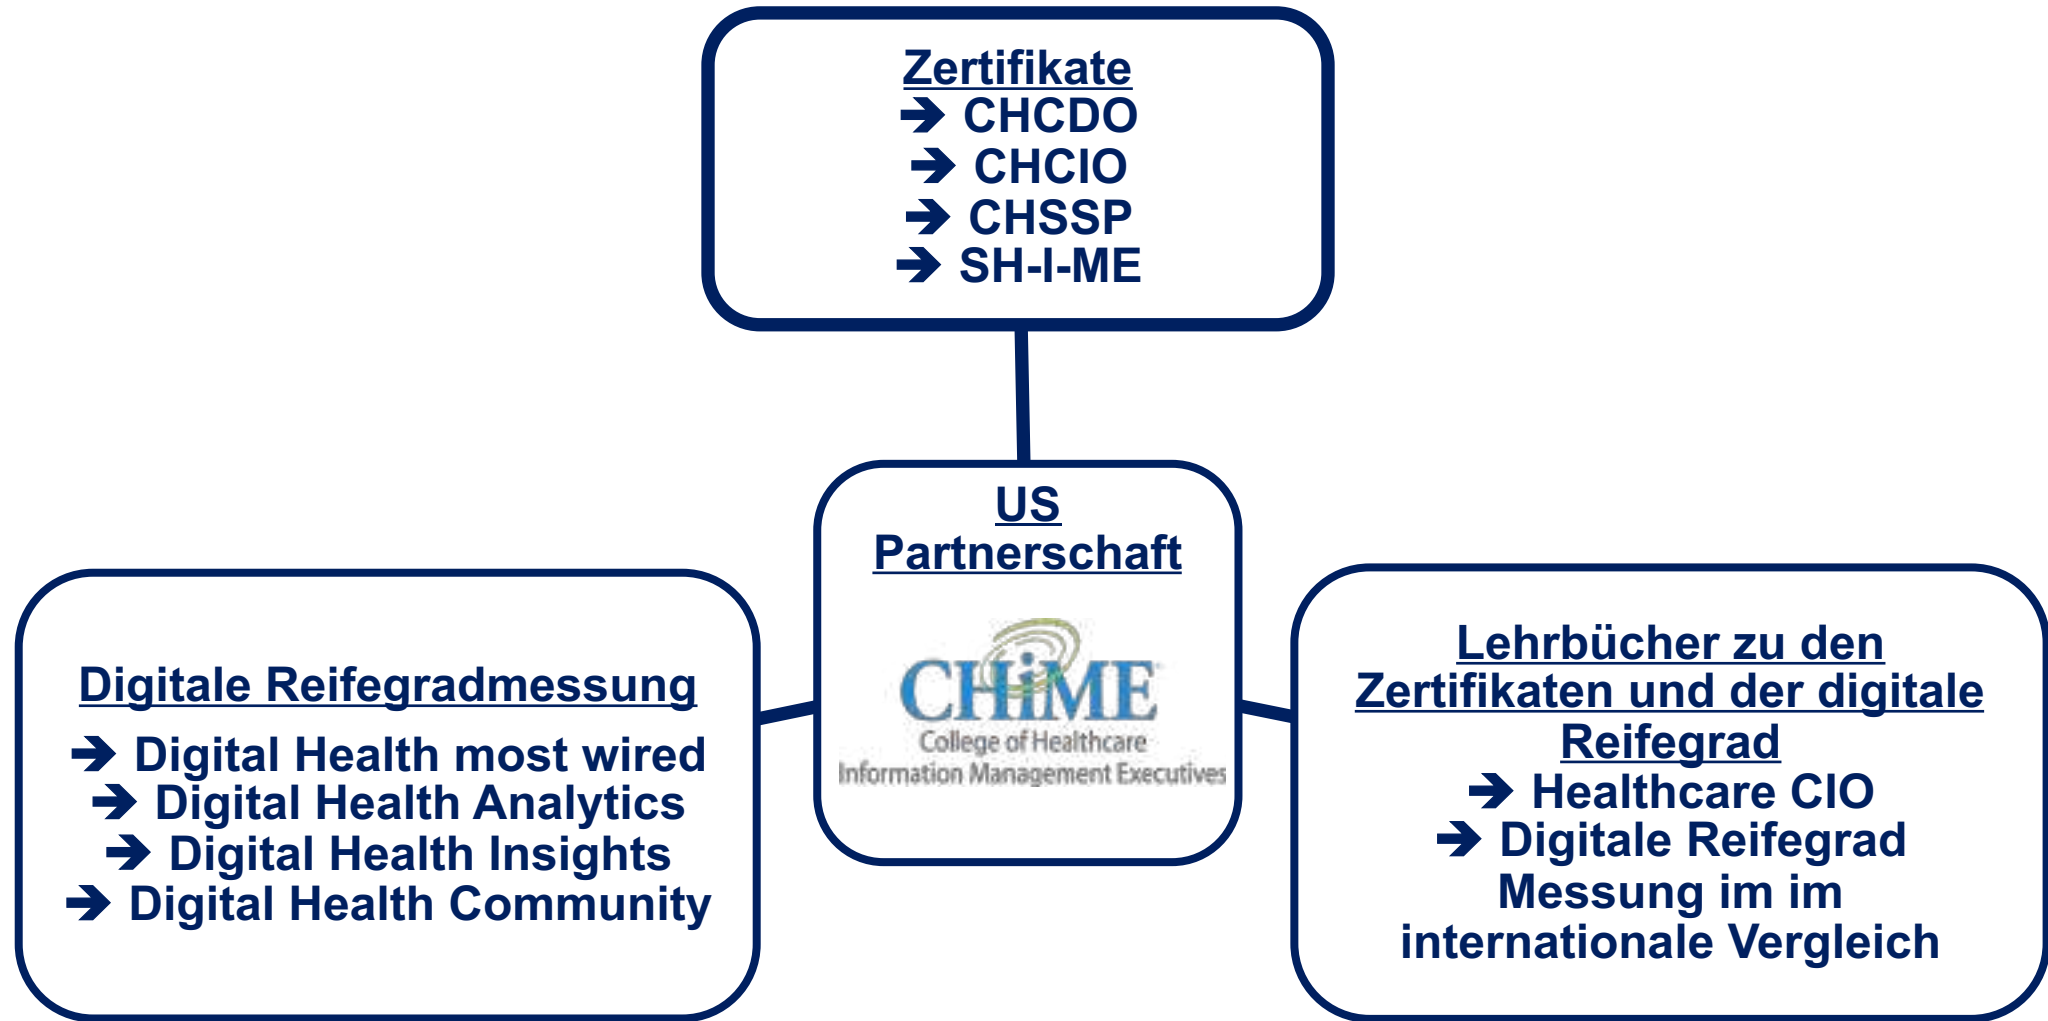 Zertifikate
➔ CHCDO
➔ CHCIO
➔ CHSSP
➔ SH-I-ME
US
Partnerschaft
CHiME
College of Healthcare
Information Management Executives
Digitale Reifegradmessung
➔ Digital Health most wired
➔ Digital Health Analytics
➔ Digital Health Insights
➔ Digital Health Community
Lehrbücher zu den
Zertifikaten und der digitale
Reifegrad
➔ Healthcare CIO
➔ Digitale Reifegrad
Messung im im
internationale Vergleich